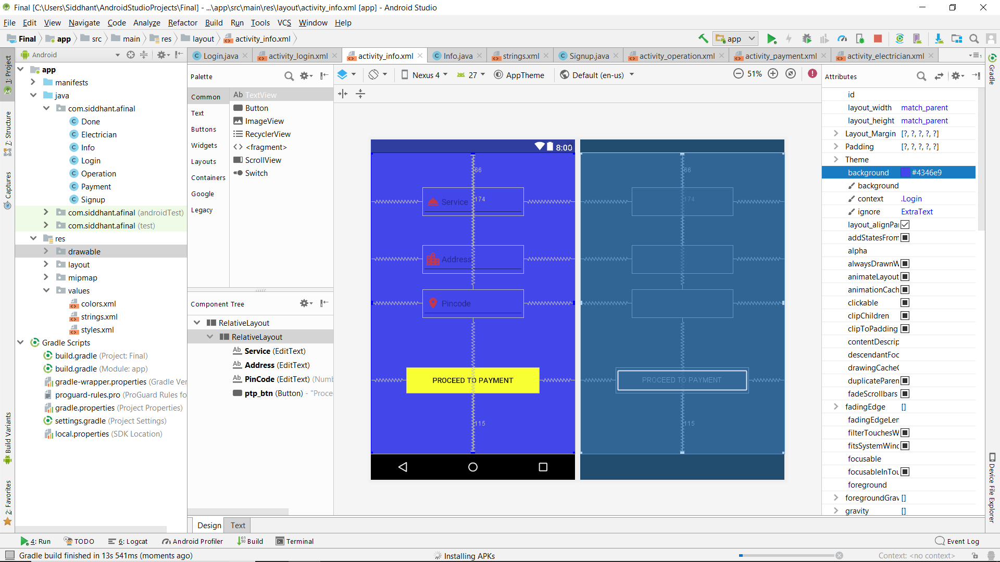 Final [C:\Users\Siddhant\AndroidStudioProjects\Final] - ...\app\src\main\res\layout\activity_info.xml [app] - Android Studio
File Edit View Navigate Code Analyze Refactor Build Run Tools VCS Window Help
Final app src main res layout activity_info.xml
app
1: Project
7: Structure
Captures
Build Variants
2: Favorites
Android
Login.java activity_login.xml activity_info.xml Info.java strings.xml Signup.java activity_operation.xml activity_payment.xml activity_electrician.xml
app
manifests
java
com.siddhant.afinal
Done
Electrician
Info
Login
Operation
Payment
Signup
com.siddhant.afinal (androidTest)
com.siddhant.afinal (test)
res
drawable
layout
mipmap
values
colors.xml
strings.xml
styles.xml
Gradle Scripts
build.gradle (Project: Final)
build.gradle (Module: app)
gradle-wrapper.properties (Gradle Ver
proguard-rules.pro (ProGuard Rules fo
gradle.properties (Project Properties)
settings.gradle (Project Settings)
local.properties (SDK Location)
Palette
Common
Text
Buttons
Widgets
Layouts
Containers
Google
Legacy
Ab TextView
Button
ImageView
RecyclerView
<fragment>
ScrollView
Switch
Component Tree
RelativeLayout
RelativeLayout
Ab Service (EditText)
Ab Address (EditText)
Ab PinCode (EditText) (Numb
ptp_btn (Button) - "Proce
Nexus 4 27 AppTheme Default (en-us) 51%
8:00
66
Service
174
Address
Pincode
PROCEED TO PAYMENT
115
66
174
PROCEED TO PAYMENT
115
Design Text
Attributes
id
layout_width match_parent
layout_height match_parent
Layout_Margin [?, ?, ?, ?, ?]
Padding [?, ?, ?, ?, ?]
Theme
background #4346e9
background
context .Login
ignore ExtraText
layout_alignPar
addStatesFrom
alpha
alwaysDrawnW
animateLayout
animationCach
clickable
clipChildren
clipToPadding
contentDescrip
descendantFoc
drawingCacheQ
duplicateParen
fadeScrollbars
fadingEdge []
fadingEdgeLen
filterTouchesW
fitsSystemWind
focusable
focusableInTou
foreground
foregroundGrav []
gravity []
Gradle
Device File Explorer
4: Run TODO 6: Logcat Android Profiler Build Terminal Event Log
Gradle build finished in 13s 541ms (moments ago) Installing APKs Context: <no context>